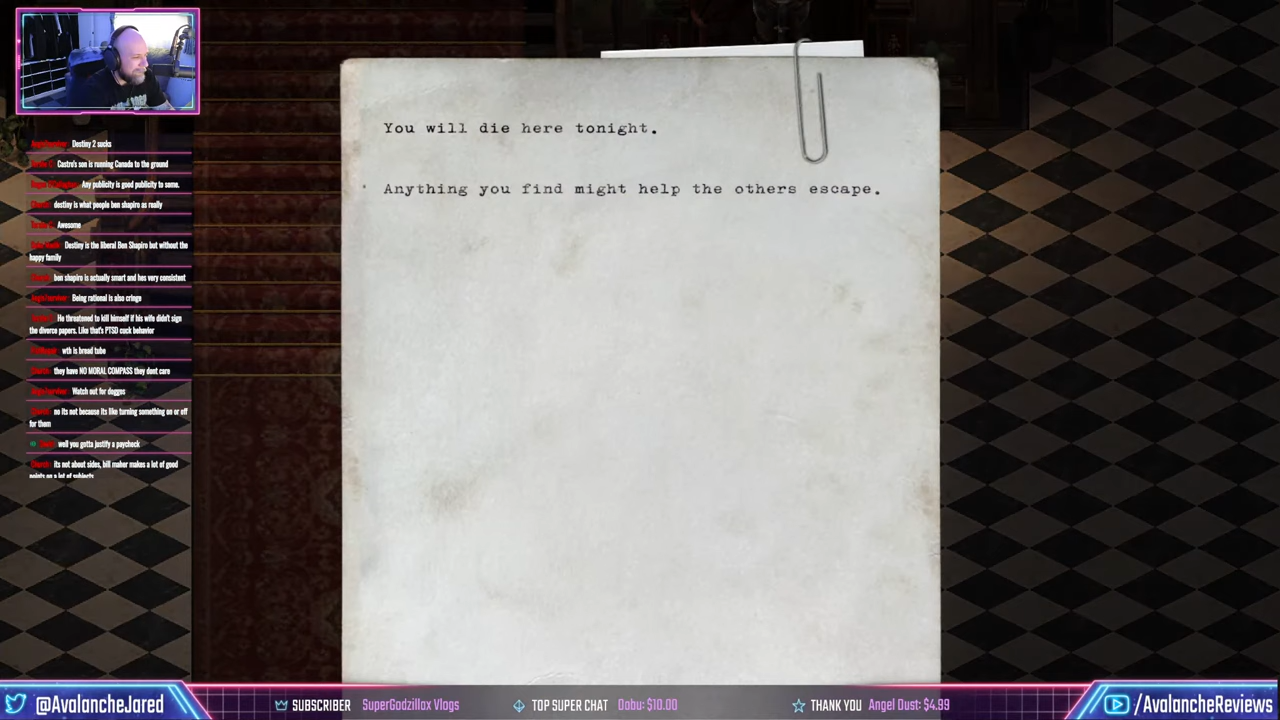 You will die here tonight.
Anything you find might help the others escape.
Destiny 2 sucks
Castro's son is running Canada to the ground
Any publicity is good publicity to some.
destiny is what people ben shapiro as really
Awesome
Destiny is the liberal Ben Shapiro but without the
happy family
ben shapiro is actually smart and hes very consistent
Being rational is also cringe
He threatened to kill himself if his wife didn't sign
the divorce papers. Like that's PTSD cuck behavior
wth is bread tube
they have NO MORAL COMPASS they dont care
Watch out for doggos
no its not because its like turning something on or off
for them
well you gotta justify a paycheck
its not about sides, bill maher makes a lot of good
points on a lot of subjects
@AvalancheJared
SUBSCRIBER SuperGodzillax Vlogs
TOP SUPER CHAT Dabu: $10.00
THANK YOU Angel Dust: $4.99
/AvalancheReviews